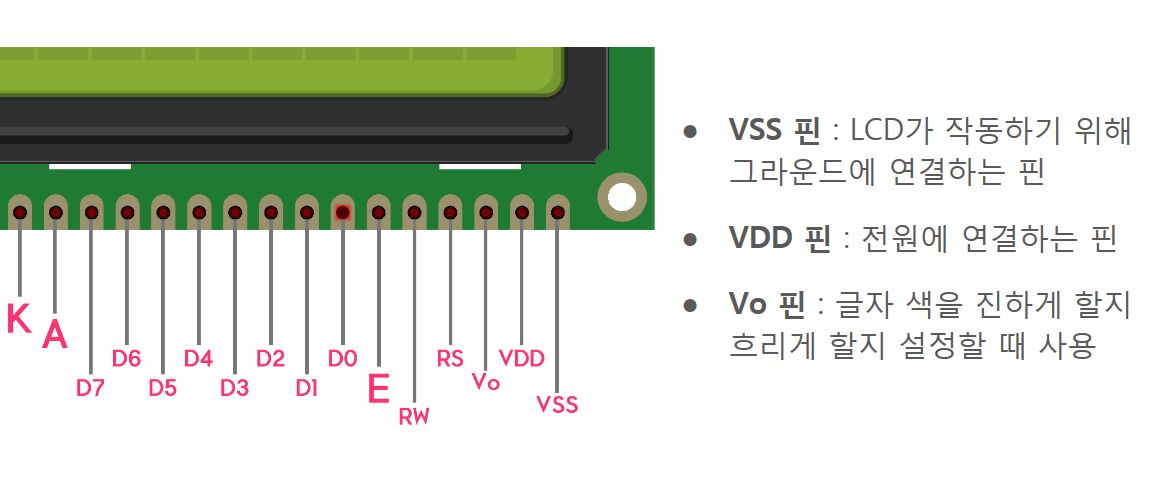 K
A
D7
D6
D5
D4
D3
D2
D1
D0
E
RW
RS
Vo
VDD
VSS
● VSS 핀 : LCD가 작동하기 위해
그라운드에 연결하는 핀
● VDD 핀 : 전원에 연결하는 핀
● Vo 핀 : 글자 색을 진하게 할지
흐리게 할지 설정할 때 사용